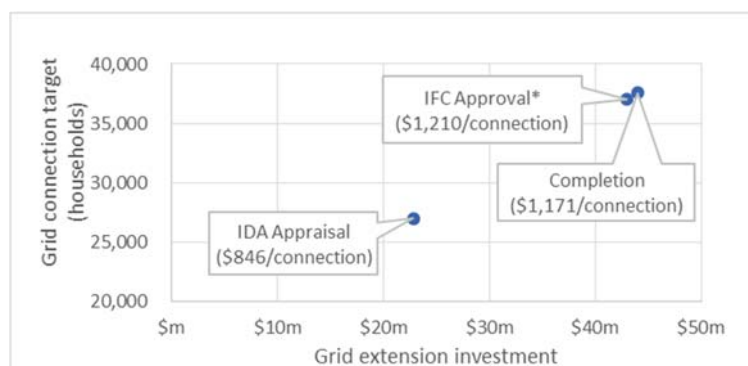 Grid connection target
(households)
40,000
35,000
30,000
25,000
20,000
IFC Approval*
($1,210/connection)
Completion
($1,171/connection)
IDA Appraisal
($846/connection)
$m
$10m
$20m
$30m
$40m
$50m
Grid extension investment